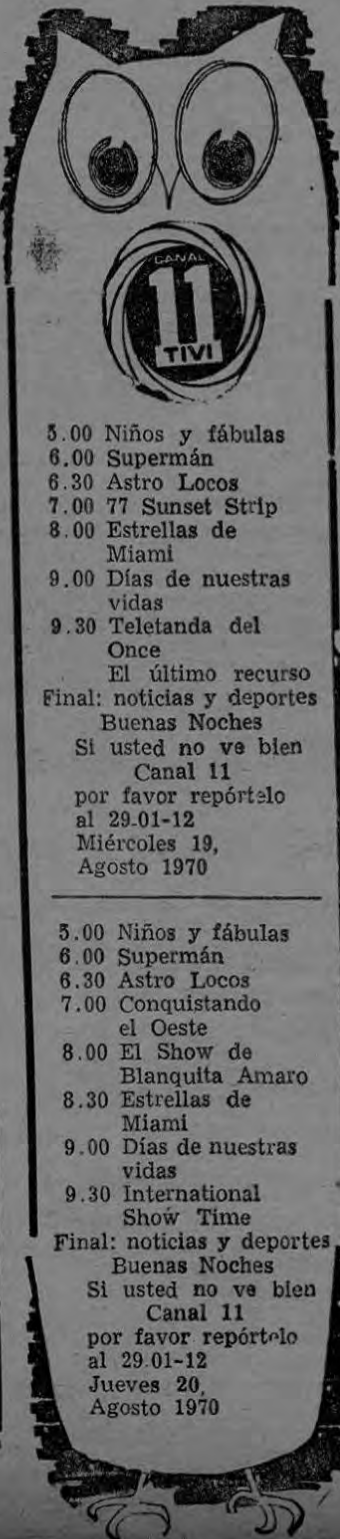 CANAL
11
TIVI
5.00 Niños y fábulas
6.00 Supermán
6.30 Astro Locos
7.00 77 Sunset Strip
8.00 Estrellas de
Miami
9.00 Días de nuestras
vidas
9.30 Teletanda del
Once
El último recurso
Final: noticias y deportes
Buenas Noches
Si usted no ve bien
Canal 11
por favor repórtelo
al 29-01-12
Miércoles 19,
Agosto 1970
5.00 Niños y fábulas
6.00 Supermán
6.30 Astro Locos
7.00 Conquistando
el Oeste
8.00 El Show de
Blanquita Amaro
8.30 Estrellas de
Miami
9.00 Días de nuestras
vidas
9.30 International
Show Time
Final: noticias y deportes
Buenas Noches
Si usted no ve bien
Canal 11
por favor repórtelo
al 29-01-12
Jueves 20,
Agosto 1970